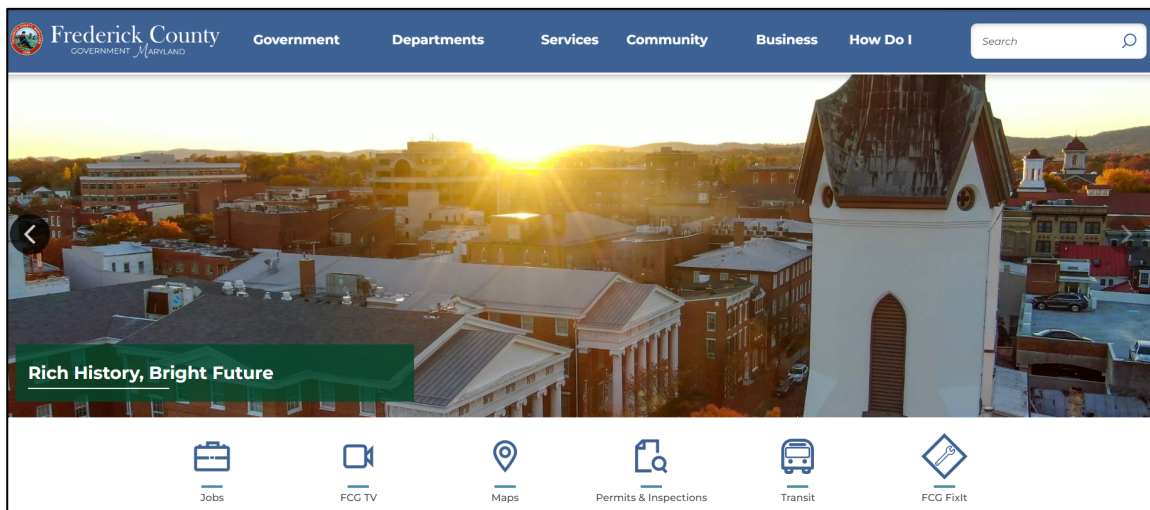 Frederick County
GOVERNMENT MARYLAND
Government
Departments
Services
Community
Business
How Do I
Search
Rich History, Bright Future
Jobs
FCG TV
Maps
Permits & Inspections
Transit
FCG FixIt